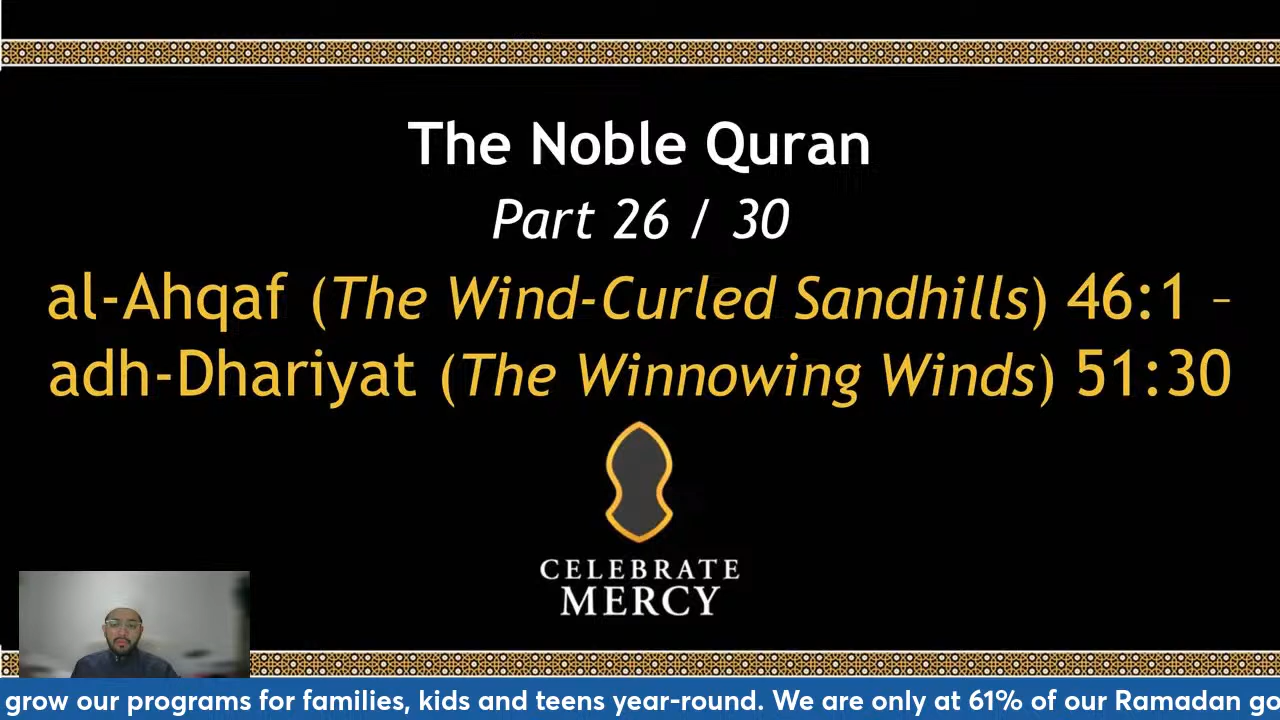 The Noble Quran
Part 26 / 30
al-Ahqaf (The Wind-Curled Sandhills) 46:1 –
adh-Dhariyat (The Winnowing Winds) 51:30
CELEBRATE
MERCY
grow our programs for families, kids and teens year-round. We are only at 61% of our Ramadan go